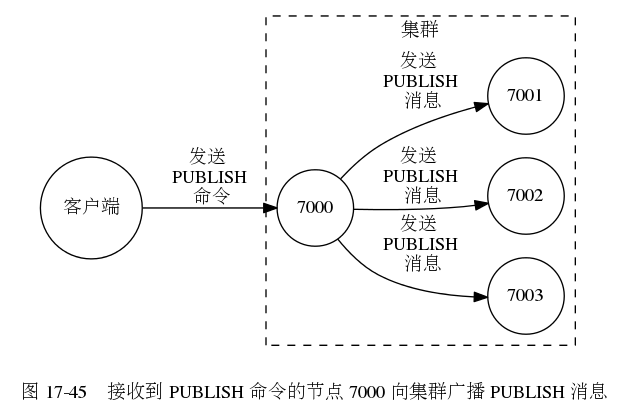 集群
发送
PUBLISH
消息
7001
发送
PUBLISH
命令
客户端
7000
发送
PUBLISH
消息
7002
发送
PUBLISH
消息
7003
图 17-45 接收到 PUBLISH 命令的节点 7000 向集群广播 PUBLISH 消息